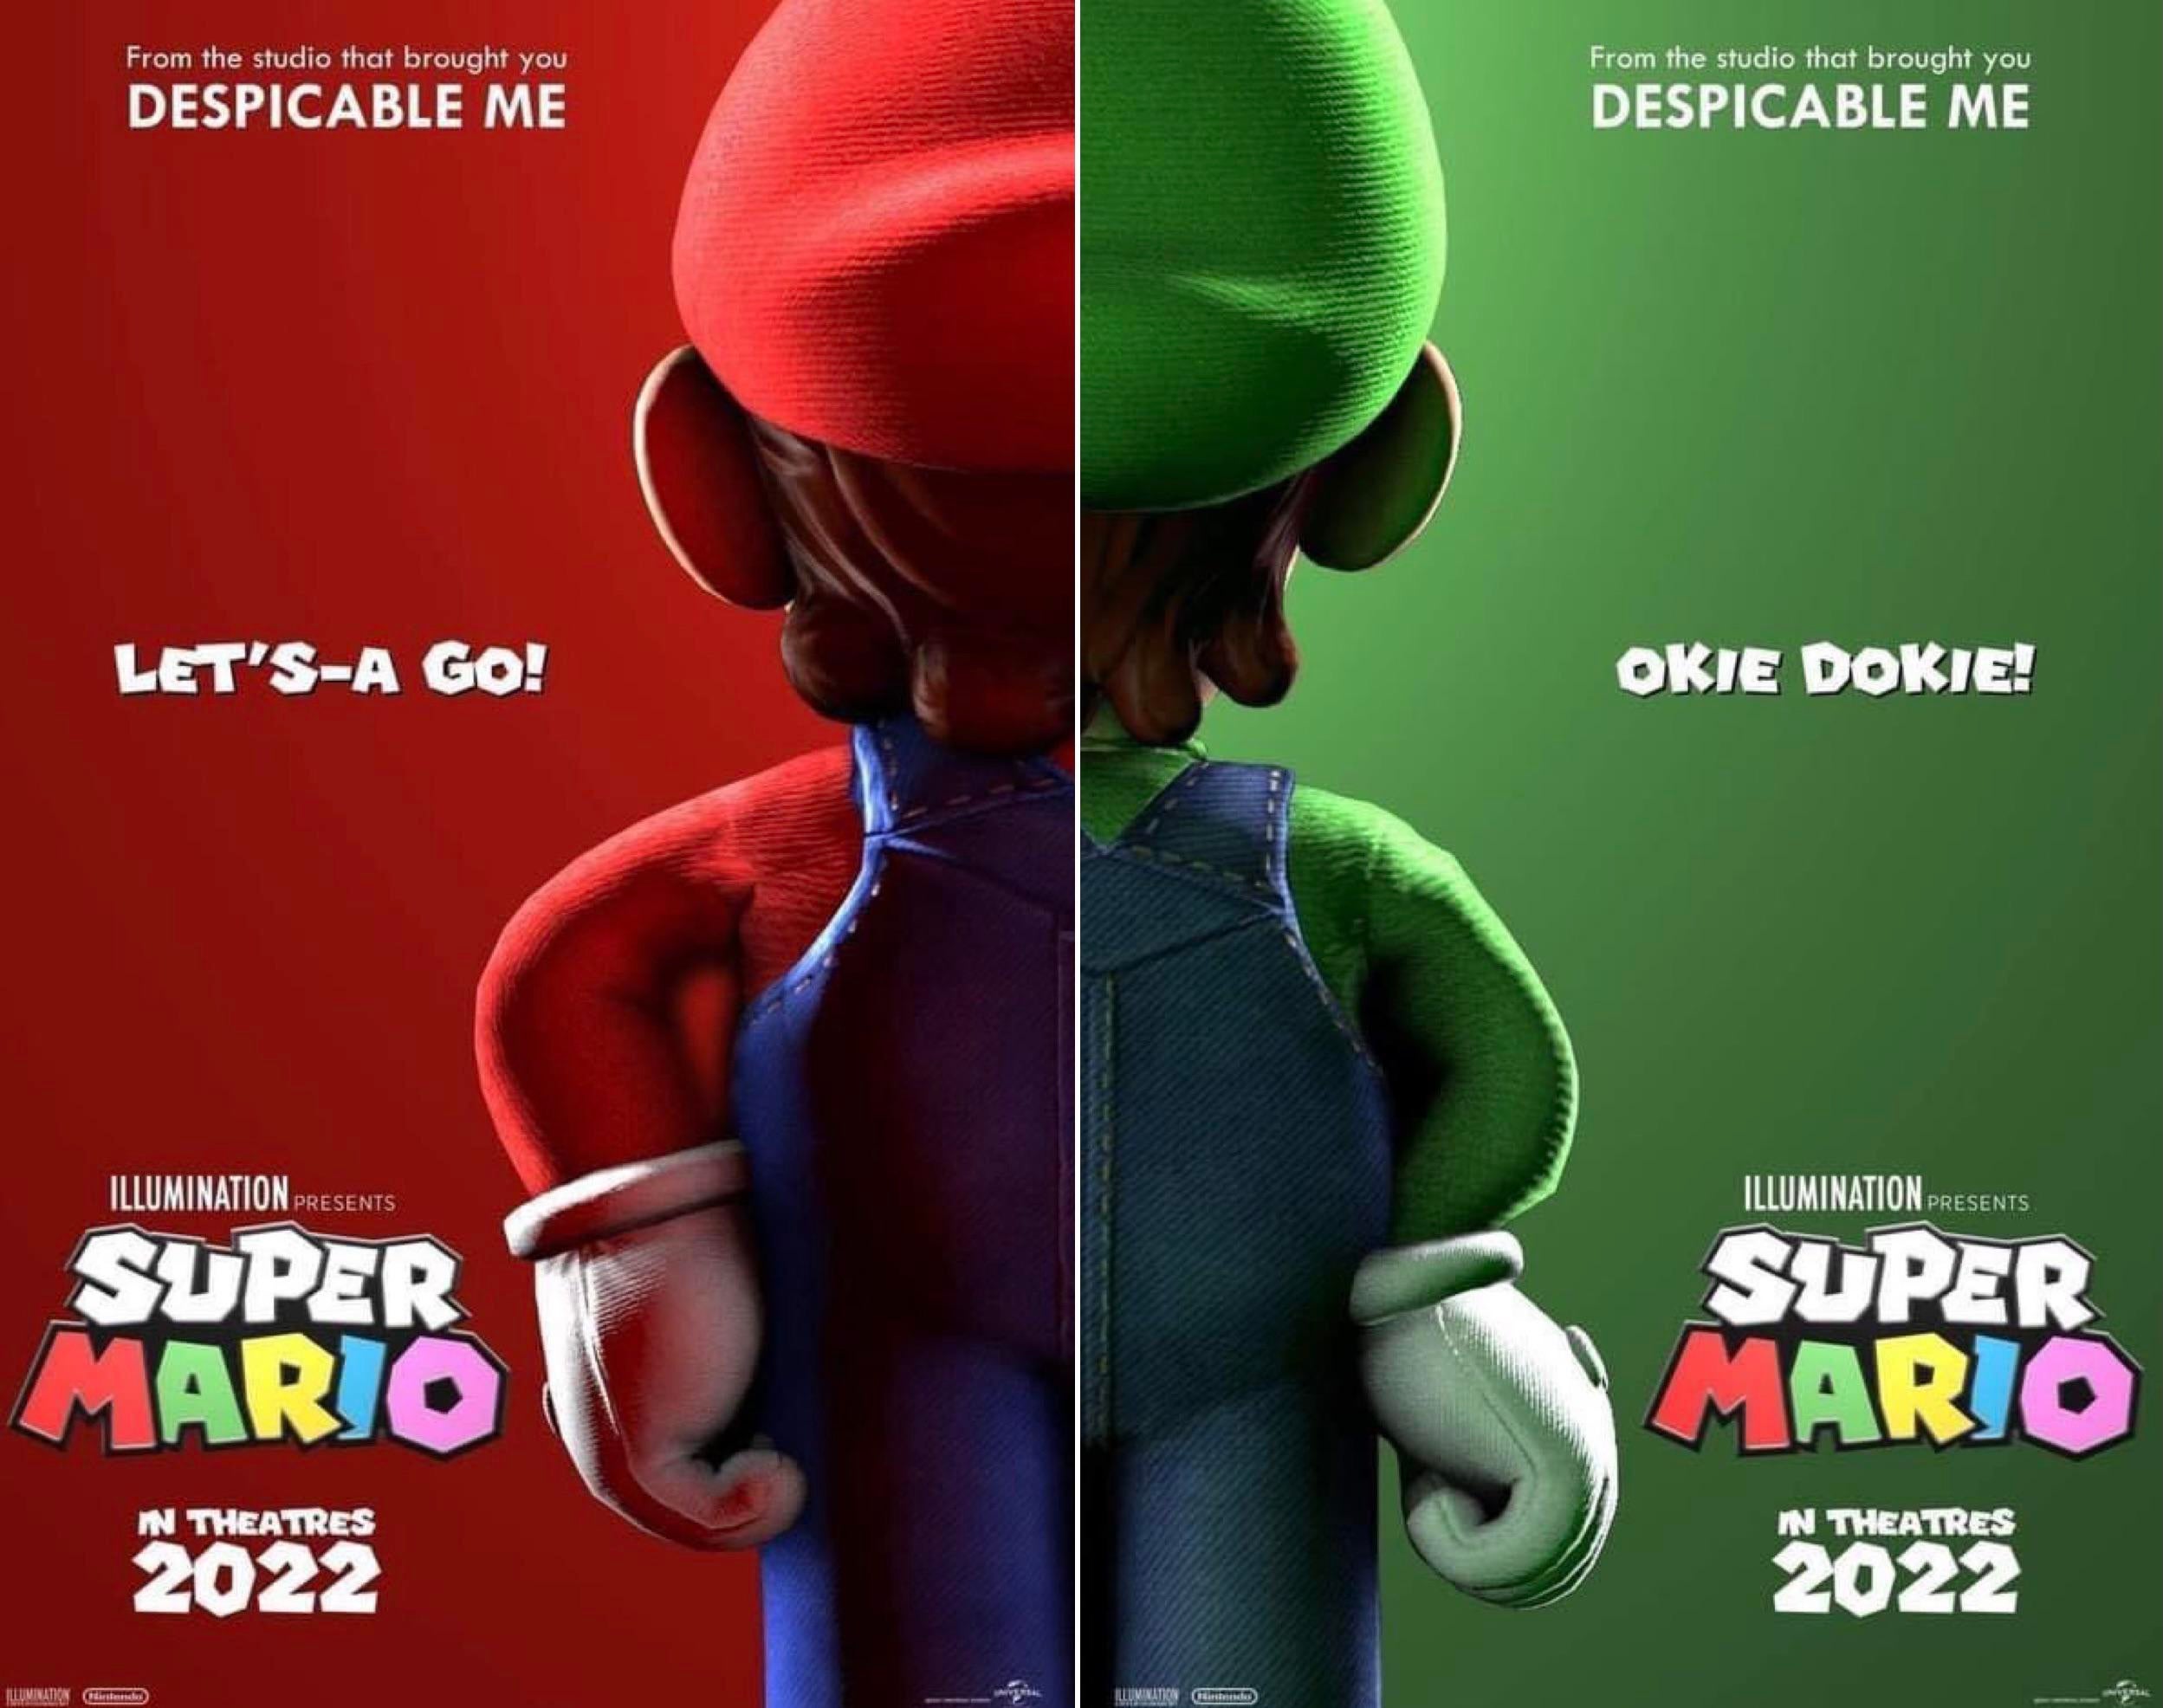 From the studio that brought you
DESPICABLE ME
LET'S-A GO!
ILLUMINATION PRESENTS
SUPER
MARIO
IN THEATRES
2022
ILLUMINATION Nintendo
UNIVERSAL
From the studio that brought you
DESPICABLE ME
OKIE DOKIE!
ILLUMINATION PRESENTS
SUPER
MARIO
IN THEATRES
2022
ILLUMINATION Nintendo
UNIVERSAL